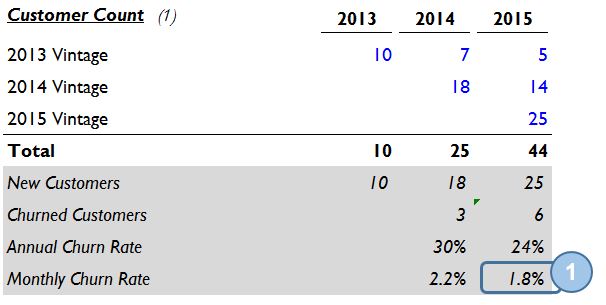 Customer Count (1) 2013 2014 2015
2013 Vintage 10 7 5
2014 Vintage 18 14
2015 Vintage 25
Total 10 25 44
New Customers 10 18 25
Churned Customers 3 6
Annual Churn Rate 30% 24%
Monthly Churn Rate 2.2% 1.8% 1